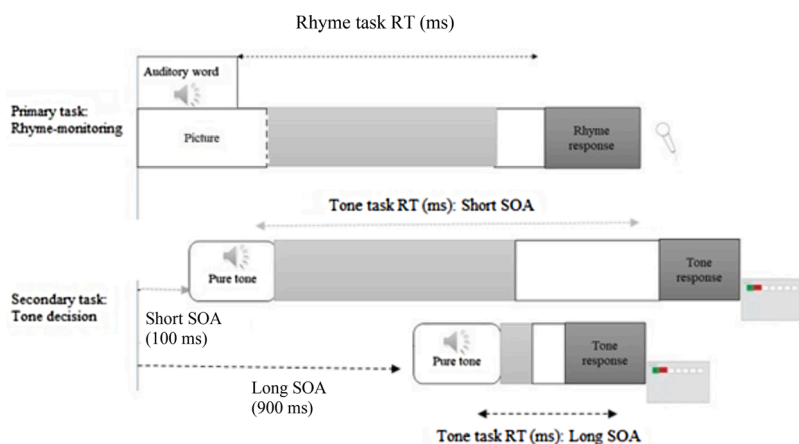 Rhyme task RT (ms)
Auditory word
Primary task:
Rhyme-monitoring
Picture
Rhyme
response
Tone task RT (ms): Short SOA
Pure tone
Tone
response
Secondary task:
Tone decision
Short SOA
(100 ms)
Pure tone
Tone
response
Long SOA
(900 ms)
Tone task RT (ms): Long SOA